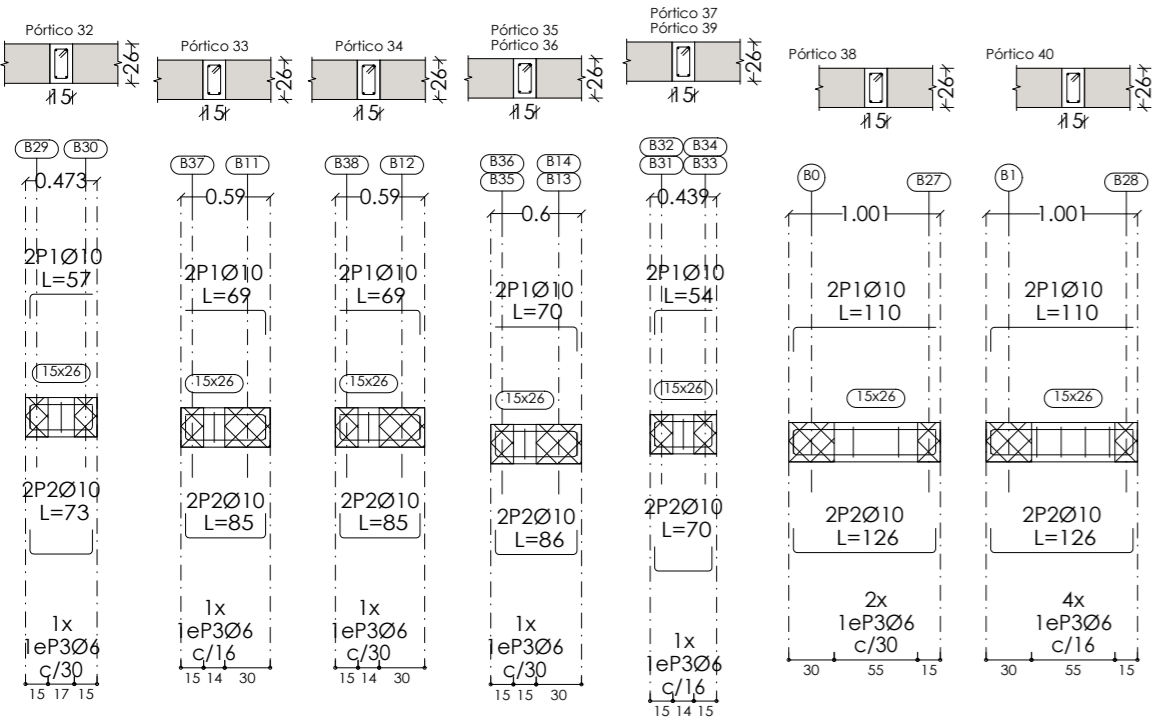 Pórtico 32
26
15
B29 B30
0.473
2P1Ø10
L=57
15x26
2P2Ø10
L=73
1x
1eP3Ø6
c/30
15 17 15
Pórtico 33
26
15
B37 B11
0.59
2P1Ø10
L=69
15x26
2P2Ø10
L=85
1x
1eP3Ø6
c/16
15 14 30
Pórtico 34
26
15
B38 B12
0.59
2P1Ø10
L=69
15x26
2P2Ø10
L=85
1x
1eP3Ø6
c/30
15 14 30
Pórtico 35
Pórtico 36
26
15
B36 B14
B35 B13
0.6
2P1Ø10
L=70
15x26
2P2Ø10
L=86
1x
1eP3Ø6
c/30
15 15 30
Pórtico 37
Pórtico 39
26
15
B32 B34
B31 B33
0.439
2P1Ø10
L=54
15x26
2P2Ø10
L=70
1x
1eP3Ø6
c/16
15 14 15
Pórtico 38
26
15
B0 B27
1.001
2P1Ø10
L=110
15x26
2P2Ø10
L=126
2x
1eP3Ø6
c/30
30 55 15
Pórtico 40
26
15
B1 B28
1.001
2P1Ø10
L=110
15x26
2P2Ø10
L=126
4x
1eP3Ø6
c/16
30 55 15